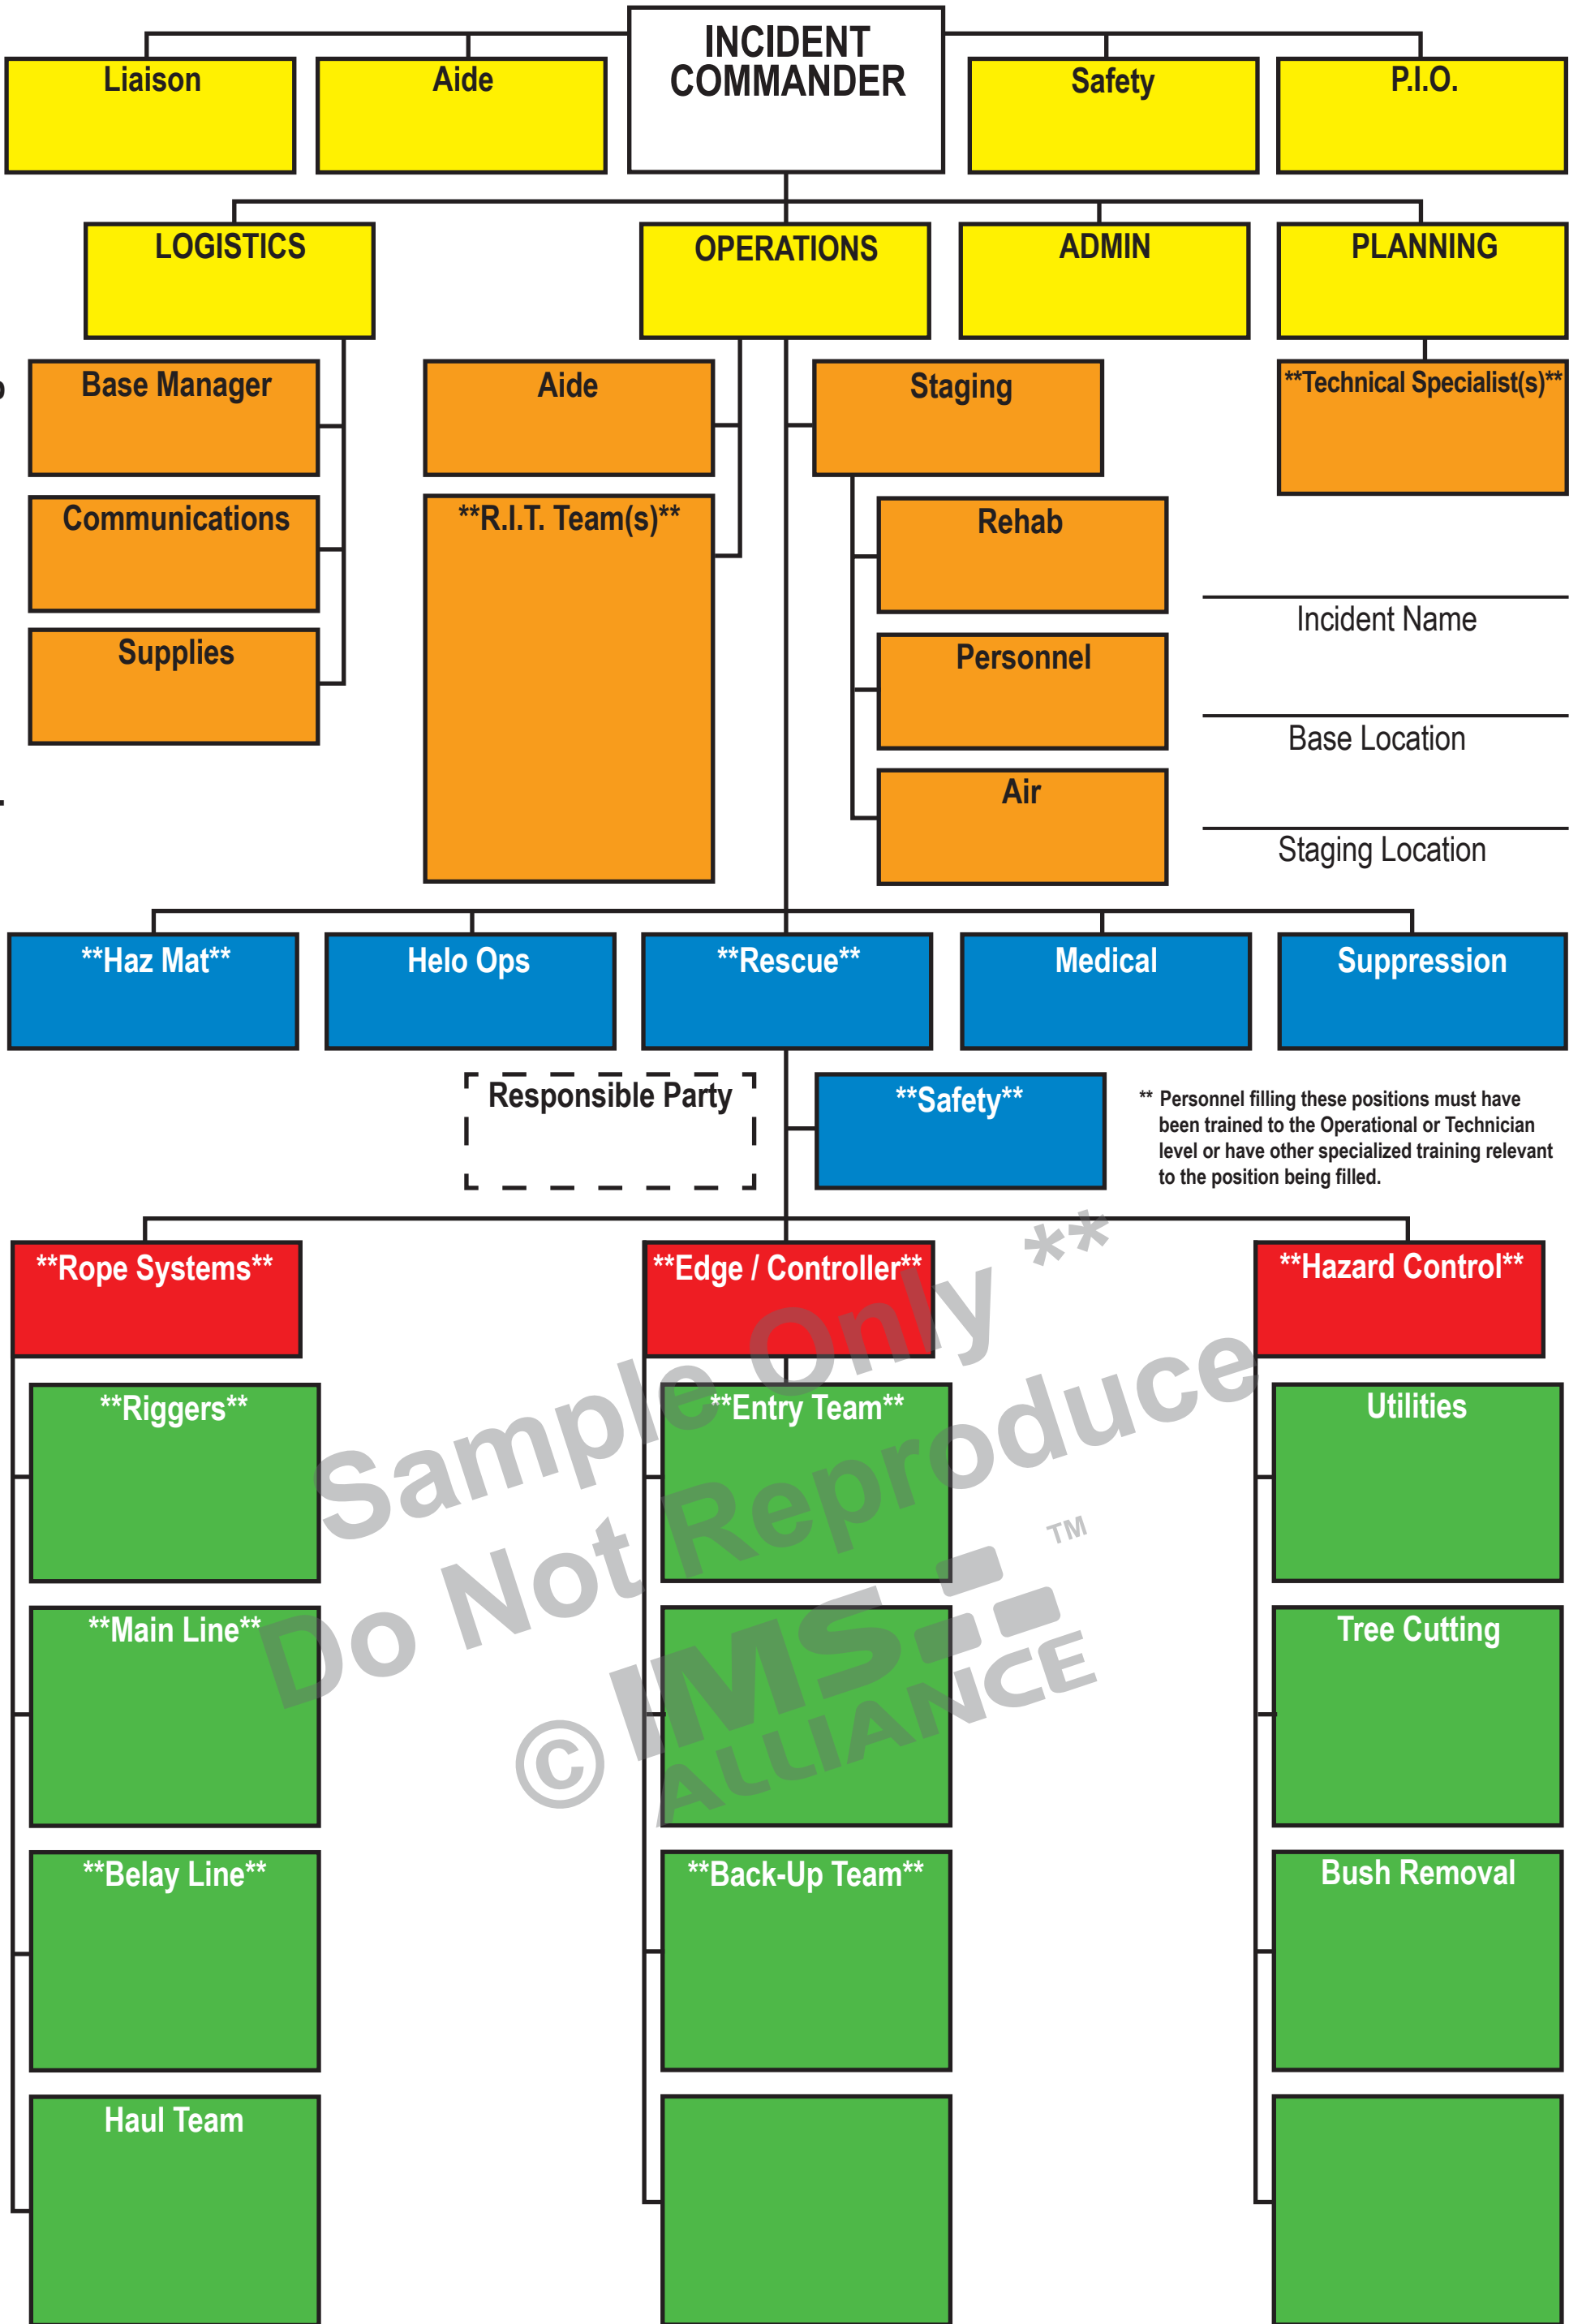 INCIDENT
COMMANDER
Liaison
Aide
Safety
P.I.O.
LOGISTICS
OPERATIONS
ADMIN
PLANNING
Base Manager
Aide
Staging
**Technical Specialist(s)**
Communications
**R.I.T. Team(s)**
Rehab
Incident Name
Supplies
Personnel
Base Location
Air
Staging Location
**Haz Mat**
Helo Ops
**Rescue**
Medical
Suppression
Responsible Party
**Safety**
** Personnel filling these positions must have
been trained to the Operational or Technician
level or have other specialized training relevant
to the position being filled.
**Rope Systems**
**Edge / Controller**
**Hazard Control**
**Riggers**
**Entry Team**
Utilities
**Main Line**
Tree Cutting
**Belay Line**
**Back-Up Team**
Bush Removal
Haul Team
Sample Only **
Do Not Reproduce
© IMS TM
ALLIANCE